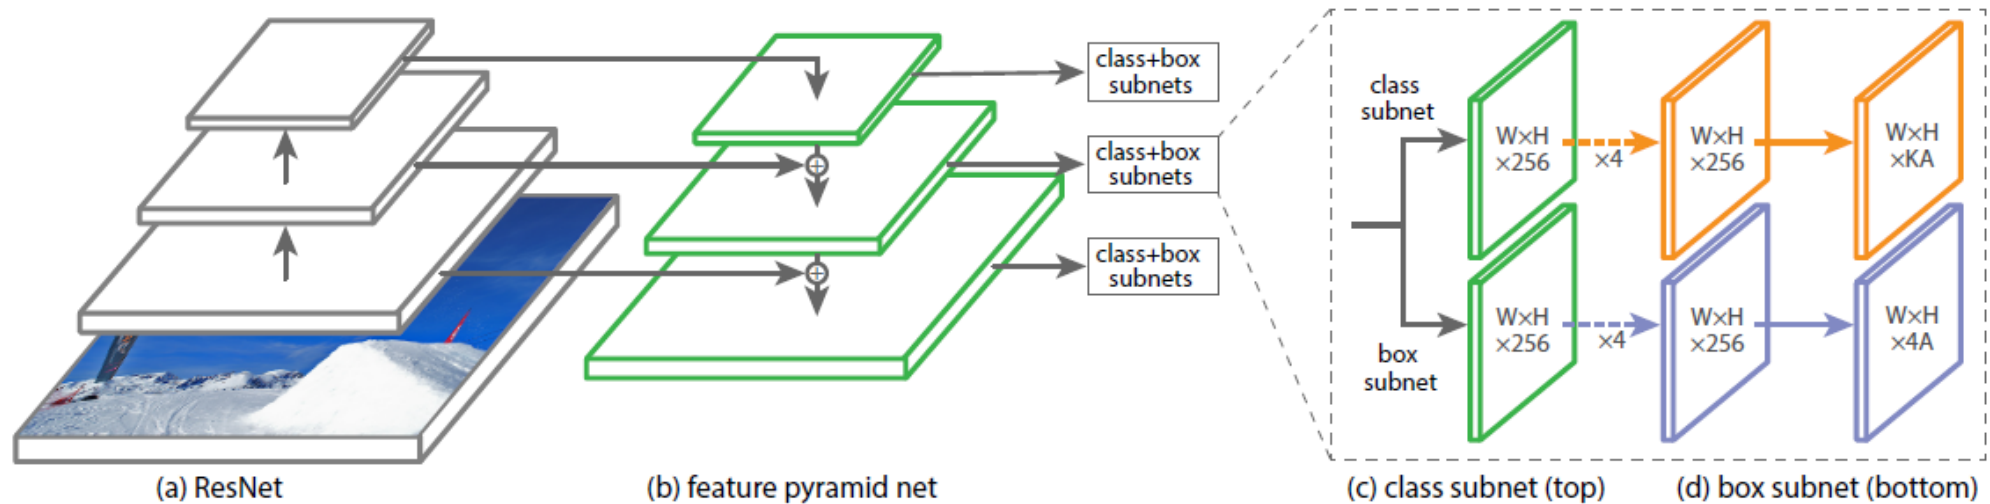 class+box
subnets
class+box
subnets
class+box
subnets
class
subnet
W×H
×256
×4
W×H
×256
W×H
×KA
box
subnet
W×H
×256
×4
W×H
×256
W×H
×4A
(a) ResNet
(b) feature pyramid net
(c) class subnet (top)
(d) box subnet (bottom)